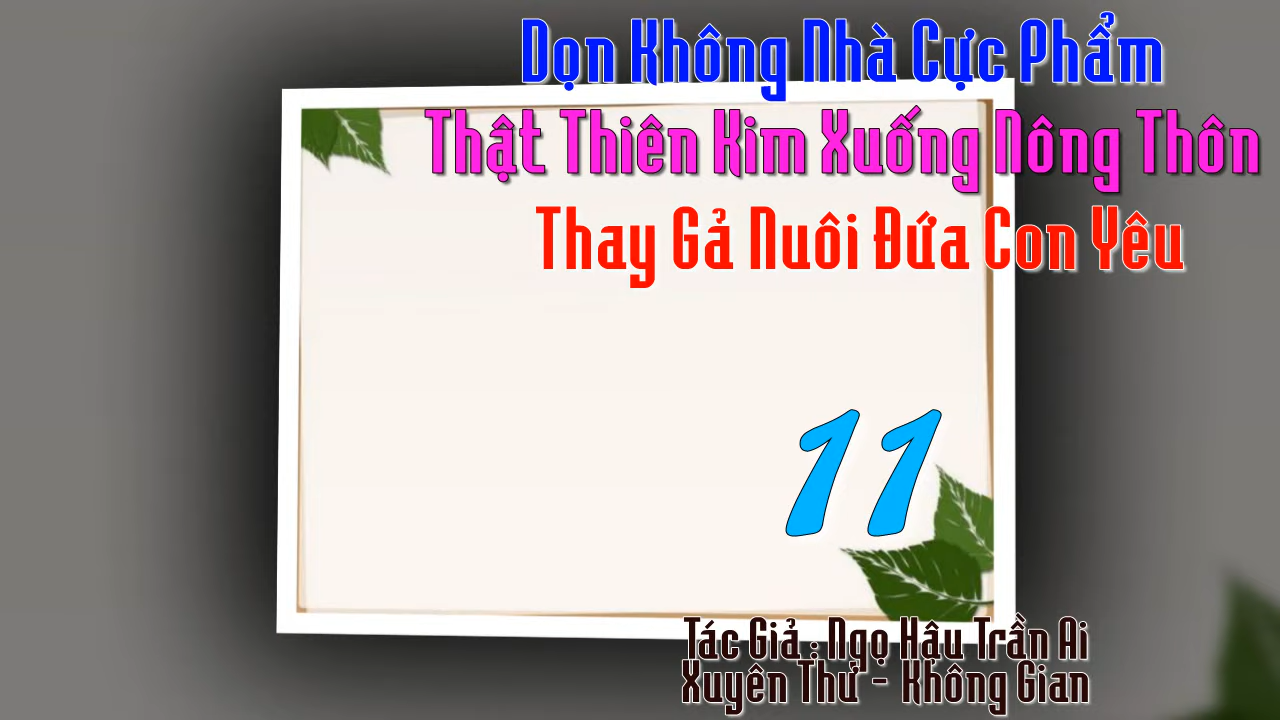 Dọn Không Nhà Cực Phẩm
Thật Thiên Kim Xuống Nông Thôn
Thay Gả Nuôi Đứa Con Yêu
11
Tác Giả : Ngọ Hậu Trần Ai
Xuyên Thư - Không Gian